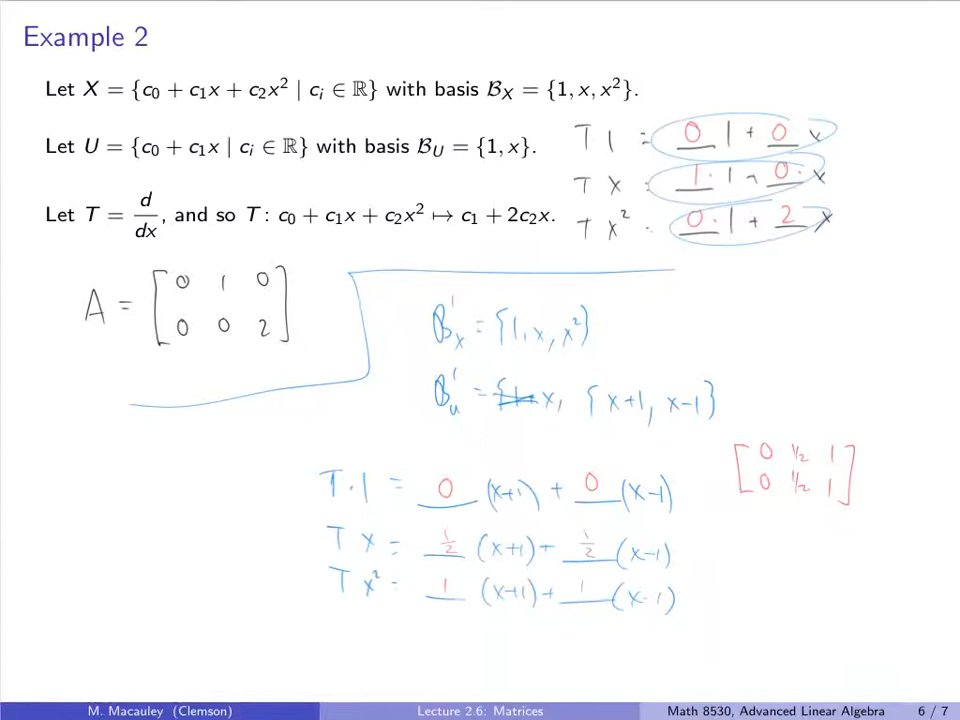 Example 2
Let X = {c₀ + c₁x + c₂x² | cᵢ ∈ ℝ} with basis 𝓑_X = {1, x, x²}.
T 1 = 0 1 + 0 x
Let U = {c₀ + c₁x | cᵢ ∈ ℝ} with basis 𝓑_U = {1, x}.
T x = 1 · 1 + 0 · x
Let T = d/dx, and so T: c₀ + c₁x + c₂x² ↦ c₁ + 2c₂x.
T x² = 0 · 1 + 2 x
A = [0 1 0
0 0 2]
𝓑'_X = {1, x, x²}
𝓑'_U = {x+1, x-1}
[0 ½ 1
0 ½ 1]
T · 1 = 0 (x+1) + 0 (x-1)
T x = ½ (x+1) + ½ (x-1)
T x² = 1 (x+1) + 1 (x-1)
M. Macauley (Clemson) Lecture 2.6: Matrices Math 8530, Advanced Linear Algebra 6 / 7